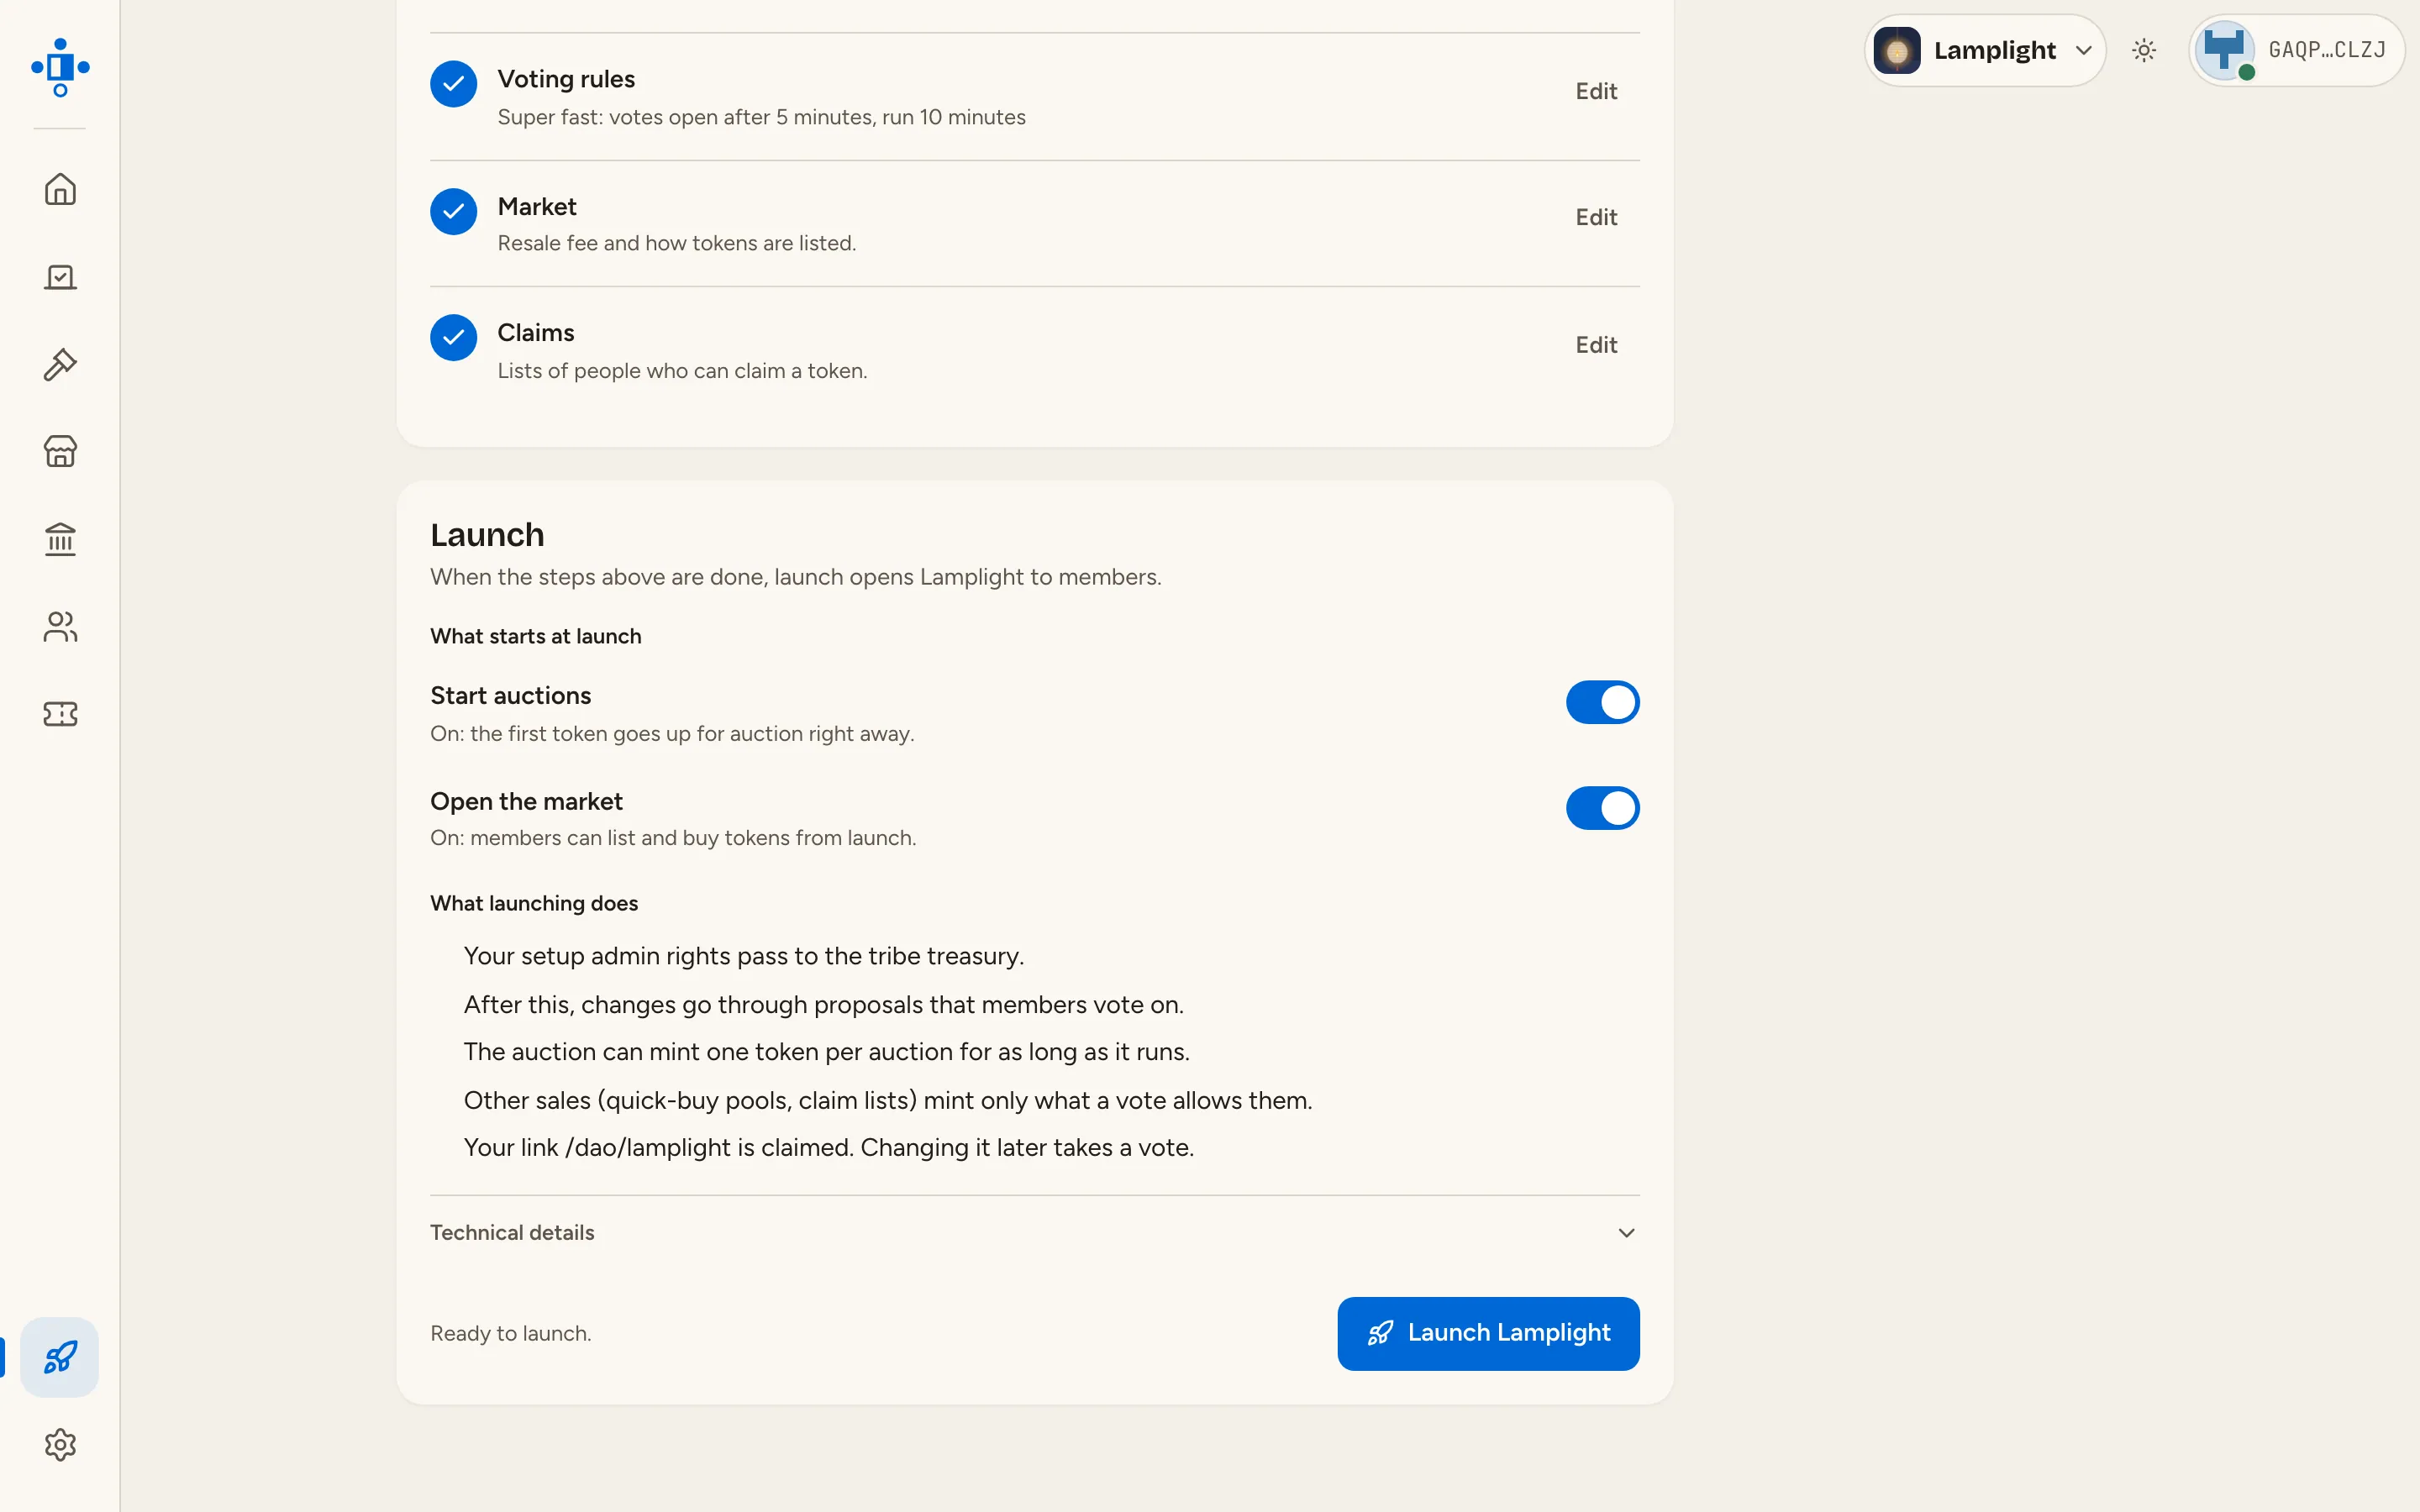 Lamplight
GAQP…CLZJ
Voting rules
Edit
Super fast: votes open after 5 minutes, run 10 minutes
Market
Edit
Resale fee and how tokens are listed.
Claims
Edit
Lists of people who can claim a token.
Launch
When the steps above are done, launch opens Lamplight to members.
What starts at launch
Start auctions
On: the first token goes up for auction right away.
Open the market
On: members can list and buy tokens from launch.
What launching does
Your setup admin rights pass to the tribe treasury.
After this, changes go through proposals that members vote on.
The auction can mint one token per auction for as long as it runs.
Other sales (quick-buy pools, claim lists) mint only what a vote allows them.
Your link /dao/lamplight is claimed. Changing it later takes a vote.
Technical details
Ready to launch.
Launch Lamplight